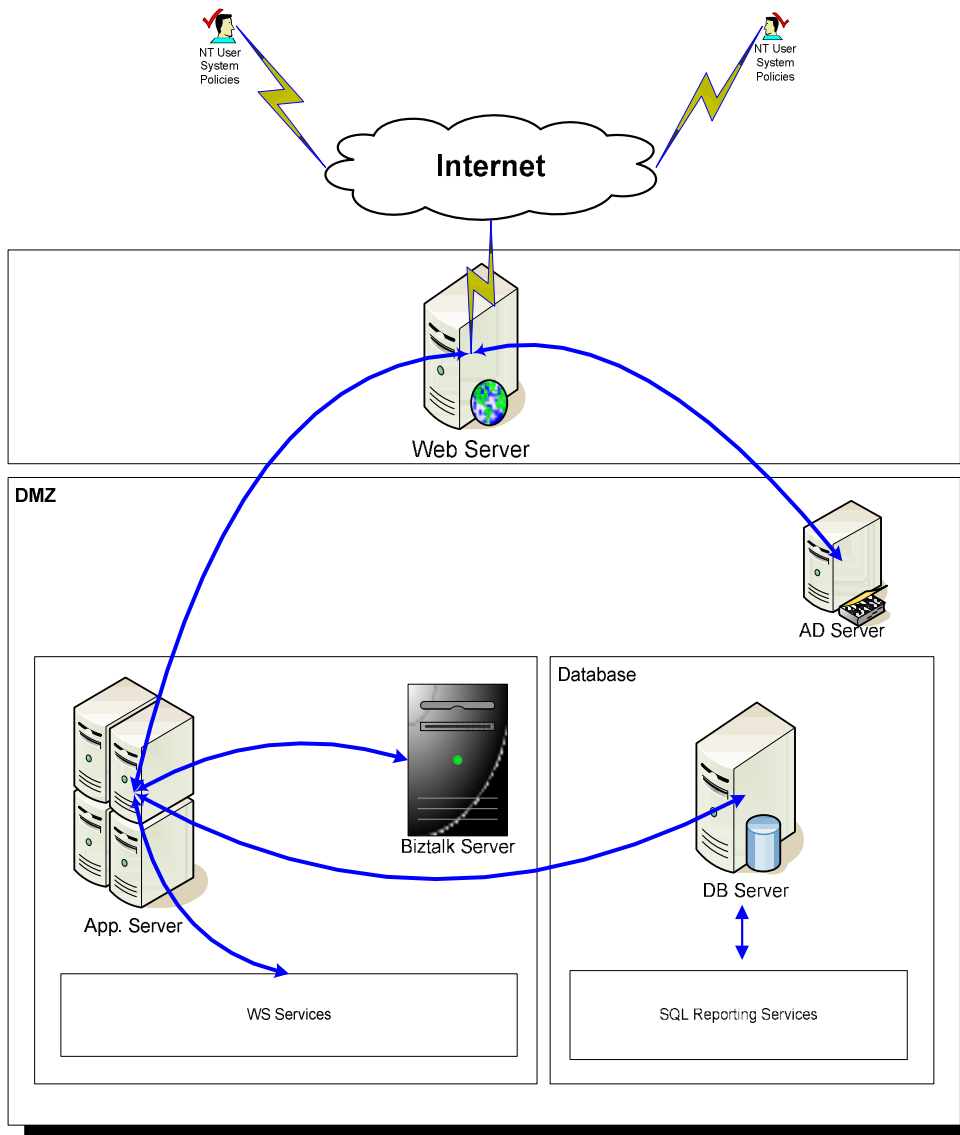 NT User
System
Policies
NT User
System
Policies
Internet
Web Server
DMZ
AD Server
Database
Biztalk Server
DB Server
App. Server
WS Services
SQL Reporting Services